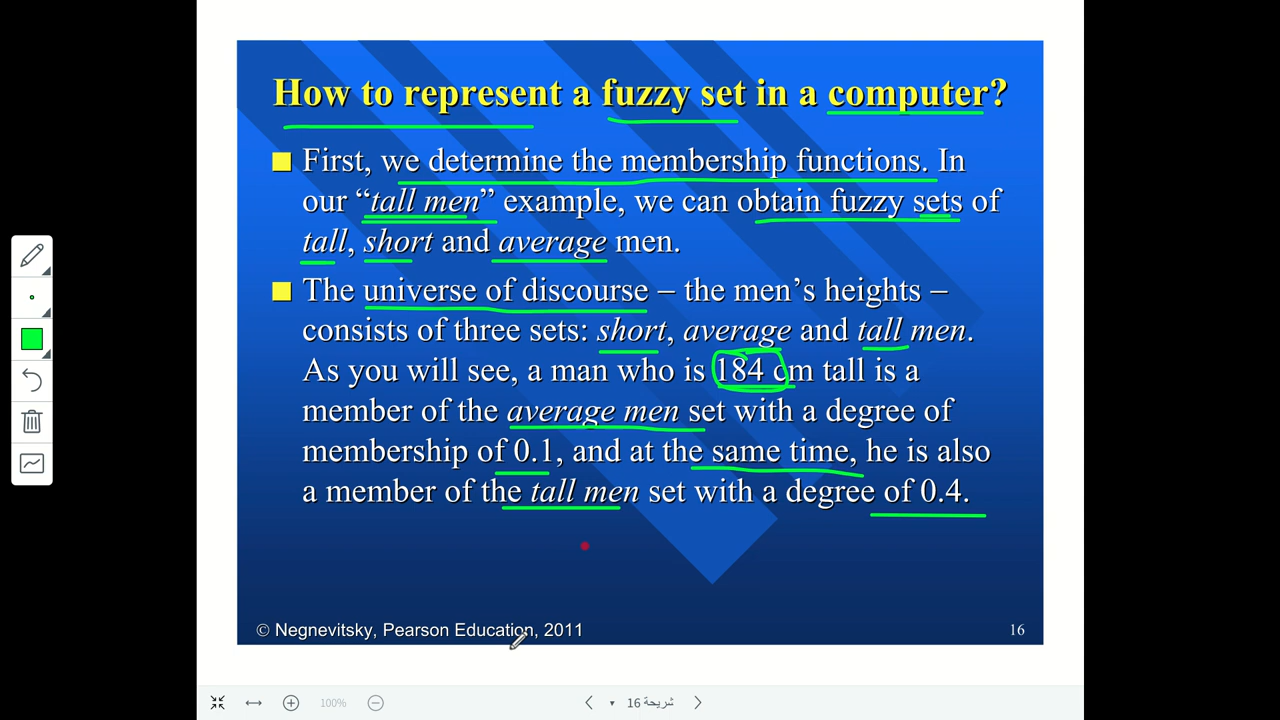 How to represent a fuzzy set in a computer?
First, we determine the membership functions. In
our “tall men” example, we can obtain fuzzy sets of
tall, short and average men.
The universe of discourse – the men’s heights –
consists of three sets: short, average and tall men.
As you will see, a man who is 184 cm tall is a
member of the average men set with a degree of
membership of 0.1, and at the same time, he is also
a member of the tall men set with a degree of 0.4.
© Negnevitsky, Pearson Education, 2011
16
100%
شريحة 16